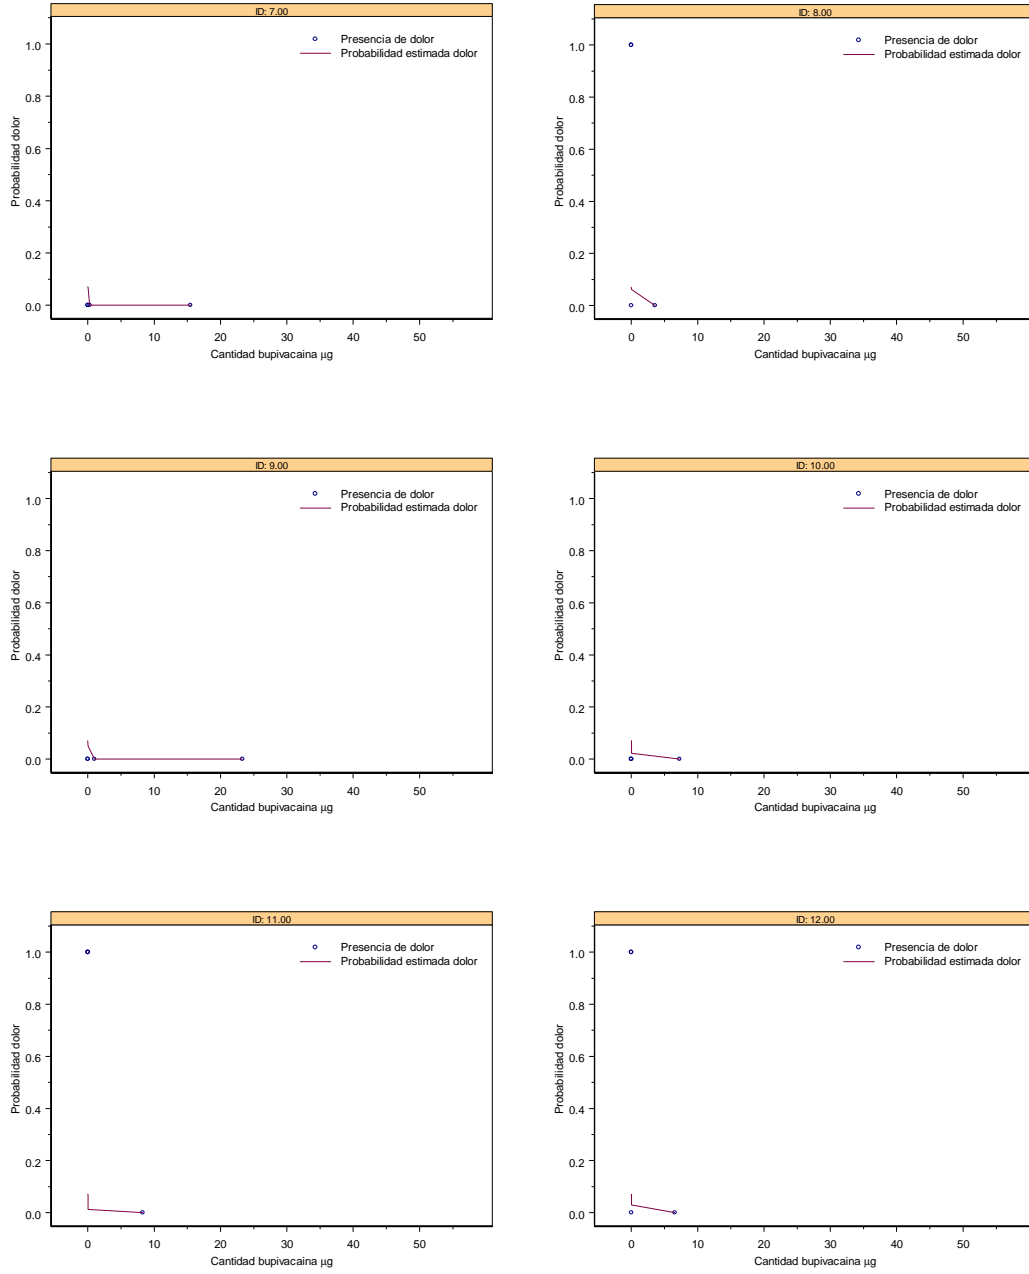 ID: 7.00
Presencia de dolor
Probabilidad estimada dolor
Probabilidad dolor
1.0
0.8
0.6
0.4
0.2
0.0
0 10 20 30 40 50
Cantidad bupivacaina µg
ID: 8.00
Presencia de dolor
Probabilidad estimada dolor
Probabilidad dolor
1.0
0.8
0.6
0.4
0.2
0.0
0 10 20 30 40 50
Cantidad bupivacaina µg
ID: 9.00
Presencia de dolor
Probabilidad estimada dolor
Probabilidad dolor
1.0
0.8
0.6
0.4
0.2
0.0
0 10 20 30 40 50
Cantidad bupivacaina µg
ID: 10.00
Presencia de dolor
Probabilidad estimada dolor
Probabilidad dolor
1.0
0.8
0.6
0.4
0.2
0.0
0 10 20 30 40 50
Cantidad bupivacaina µg
ID: 11.00
Presencia de dolor
Probabilidad estimada dolor
Probabilidad dolor
1.0
0.8
0.6
0.4
0.2
0.0
0 10 20 30 40 50
Cantidad bupivacaina µg
ID: 12.00
Presencia de dolor
Probabilidad estimada dolor
Probabilidad dolor
1.0
0.8
0.6
0.4
0.2
0.0
0 10 20 30 40 50
Cantidad bupivacaina µg